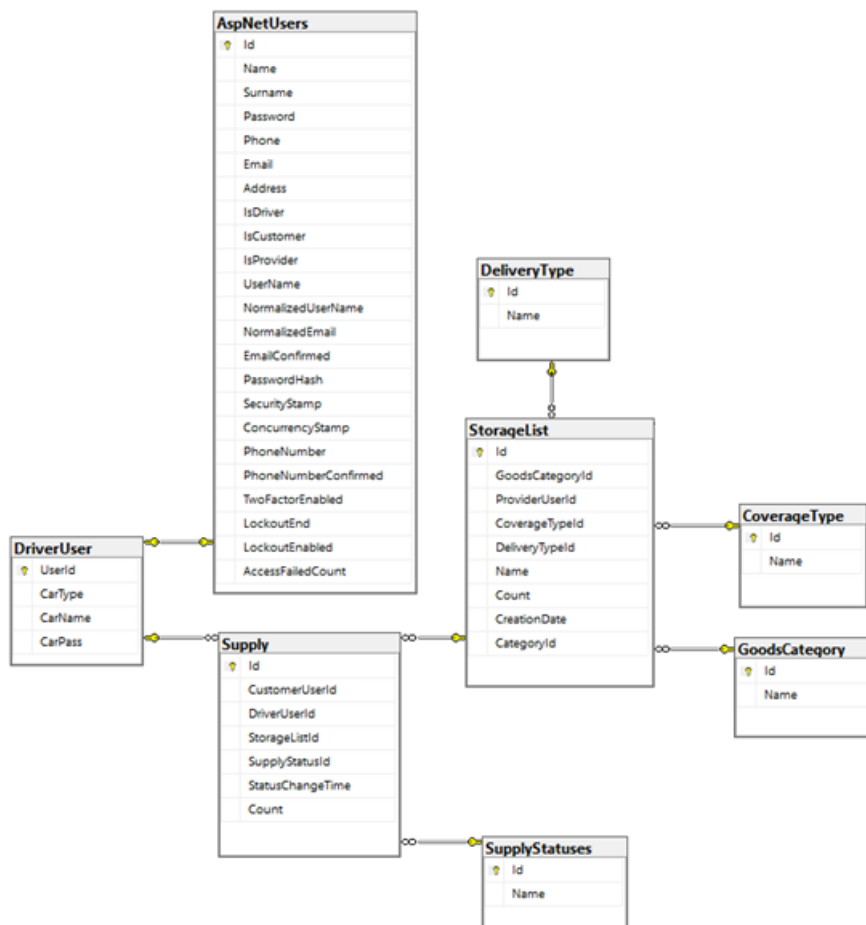 AspNetUsers
Id
Name
Surname
Password
Phone
Email
Address
IsDriver
IsCustomer
IsProvider
UserName
NormalizedUserName
NormalizedEmail
EmailConfirmed
PasswordHash
SecurityStamp
ConcurrencyStamp
PhoneNumber
PhoneNumberConfirmed
TwoFactorEnabled
LockoutEnd
LockoutEnabled
AccessFailedCount
DeliveryType
Id
Name
StorageList
Id
GoodsCategoryId
ProviderUserId
CoverageTypeId
DeliveryTypeId
Name
Count
CreationDate
CategoryId
CoverageType
Id
Name
DriverUser
UserId
CarType
CarName
CarPass
Supply
Id
CustomerUserId
DriverUserId
StorageListId
SupplyStatusId
StatusChangeTime
Count
GoodsCategory
Id
Name
SupplyStatuses
Id
Name